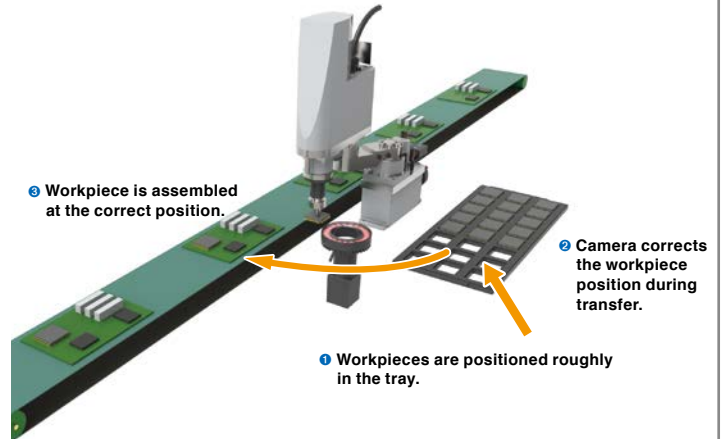 ❸ Workpiece is assembled
at the correct position.
❷ Camera corrects
the workpiece
position during
transfer.
❶ Workpieces are positioned roughly
in the tray.